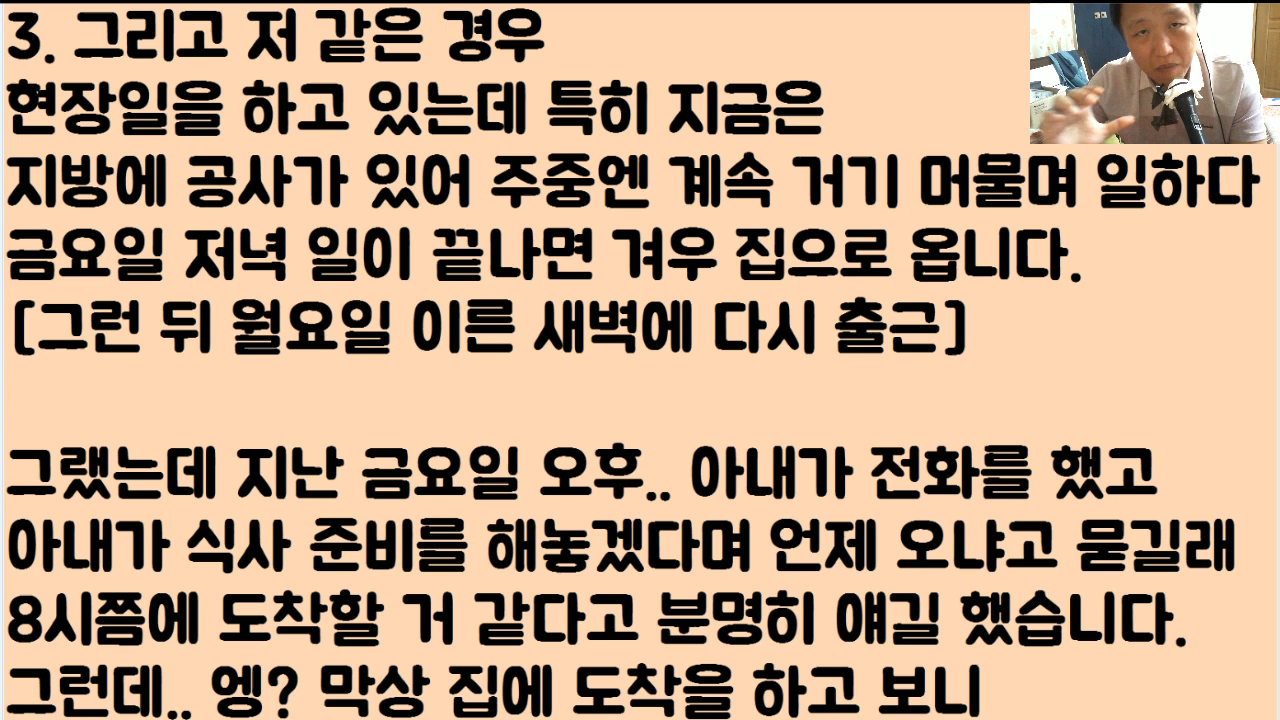 3. 그리고 저 같은 경우
현장일을 하고 있는데 특히 지금은
지방에 공사가 있어 주중엔 계속 거기 머물며 일하다
금요일 저녁 일이 끝나면 겨우 집으로 옵니다.
[그런 뒤 월요일 이른 새벽에 다시 출근]
그랬는데 지난 금요일 오후.. 아내가 전화를 했고
아내가 식사 준비를 해놓겠다며 언제 오냐고 묻길래
8시쯤에 도착할 거 같다고 분명히 얘길 했습니다.
그런데.. 엥? 막상 집에 도착을 하고 보니